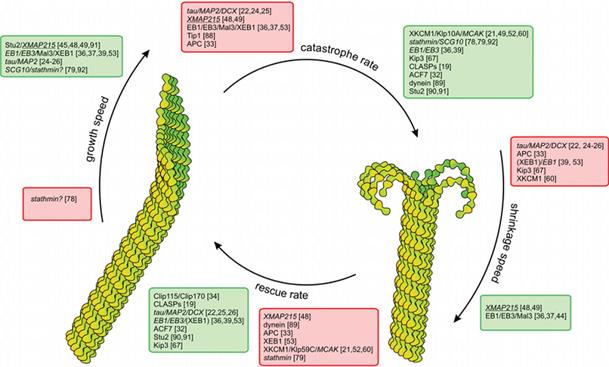 Stu2/XMAP215 [45,48,49,91]
EB1/EB3/Mal3/XEB1 [36,37,39,53]
tau/MAP2 [24-26]
SCG10/stathmin? [79,92]
tau/MAP2/DCX [22,24,25]
XMAP215 [48,49]
EB1/EB3/Mal3/XEB1 [36,37,53]
Tip1 [88]
APC [33]
catastrophe rate
XKCM1/Klp10A/MCAK [21,49,52,60]
stathmin/SCG10 [78,79,92]
EB1/EB3 [36,39]
Kip3 [67]
CLASPs [19]
ACF7 [32]
dynein [89]
Stu2 [90,91]
growth speed
stathmin? [78]
tau/MAP2/DCX [22, 24-26]
APC [33]
(XEB1)/EB1 [39, 53]
Kip3 [67]
XKCM1 [60]
shrinkage speed
XMAP215 [48,49]
EB1/EB3/Mal3 [36,37,44]
rescue rate
Clip115/Clip170 [34]
CLASPs [19]
tau/MAP2/DCX [22,25,26]
EB1/EB3/(XEB1) [36,39,53]
ACF7 [32]
Stu2 [90,91]
Kip3 [67]
XMAP215 [48]
dynein [89]
APC [33]
XEB1 [53]
XKCM1/Klp59C/MCAK [21,52,60]
stathmin [79]